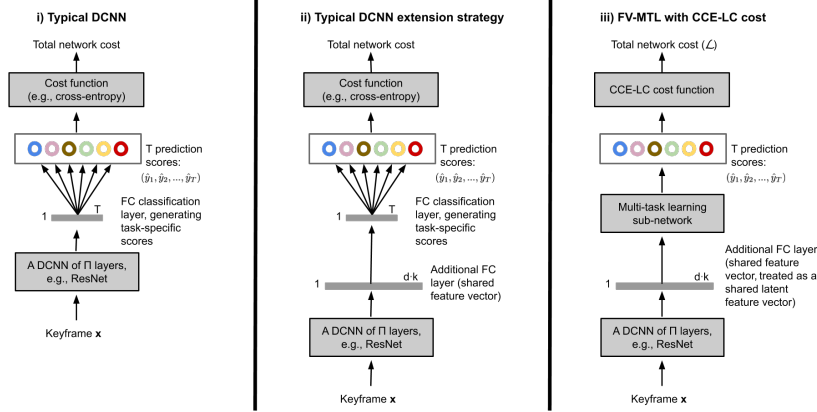 i) Typical DCNN
Total network cost
Cost function
(e.g., cross-entropy)
T prediction
scores:
(ŷ₁, ŷ₂, ..., ŷ_T)
1
T
FC classification
layer, generating
task-specific
scores
A DCNN of Π layers,
e.g., ResNet
Keyframe x
ii) Typical DCNN extension strategy
Total network cost
Cost function
(e.g., cross-entropy)
T prediction
scores:
(ŷ₁, ŷ₂, ..., ŷ_T)
1
T
FC classification
layer, generating
task-specific
scores
1
d·k
Additional FC
layer (shared
feature vector)
A DCNN of Π layers,
e.g., ResNet
Keyframe x
iii) FV-MTL with CCE-LC cost
Total network cost (ℒ)
CCE-LC cost function
T prediction
scores:
(ŷ₁, ŷ₂, ..., ŷ_T)
Multi-task learning
sub-network
1
d·k
Additional FC layer
(shared feature
vector, treated as a
shared latent
feature vector)
A DCNN of Π layers,
e.g., ResNet
Keyframe x